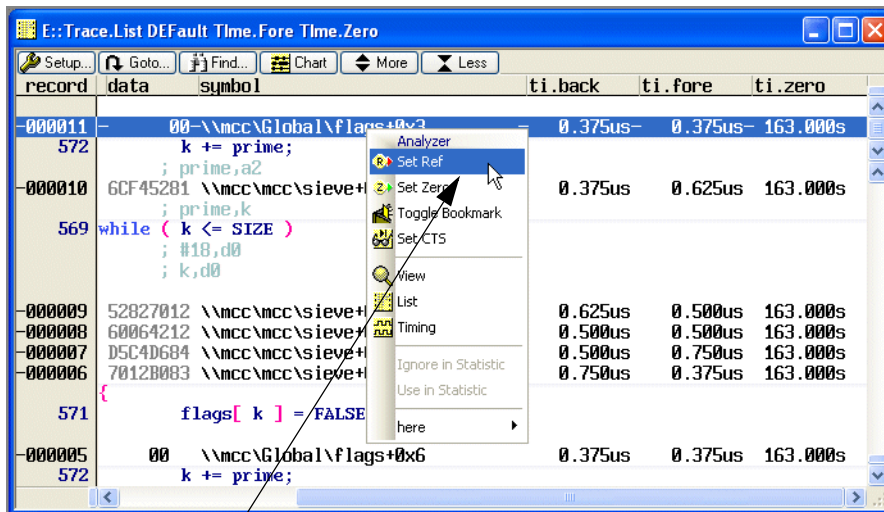 E::Trace.List DEFault TIme.Fore TIme.Zero
Setup... Goto... Find... Chart More Less
record data symbol ti.back ti.fore ti.zero
-000011 - 00-\\mcc\Global\flags+0x3 - 0.375us- 0.375us- 163.000s
Analyzer
572 k += prime;
Set Ref
; prime,a2
-000010 6CF45281 \\mcc\mcc\sieve+ 0.375us 0.625us 163.000s
Set Zero
; prime,k
Toggle Bookmark
569 while ( k <= SIZE )
Set CTS
; #18,d0
; k,d0
View
List
-000009 52827012 \\mcc\mcc\sieve+ 0.625us 0.500us 163.000s
-000008 60064212 \\mcc\mcc\sieve+ 0.500us 0.500us 163.000s
Timing
-000007 D5C4D684 \\mcc\mcc\sieve+ 0.500us 0.750us 163.000s
-000006 7012B083 \\mcc\mcc\sieve+ 0.750us 0.375us 163.000s
Ignore in Statistic
{
Use in Statistic
571 flags[ k ] = FALSE
here
-000005 00 \\mcc\Global\flags+0x6 0.375us 0.375us 163.000s
572 k += prime;